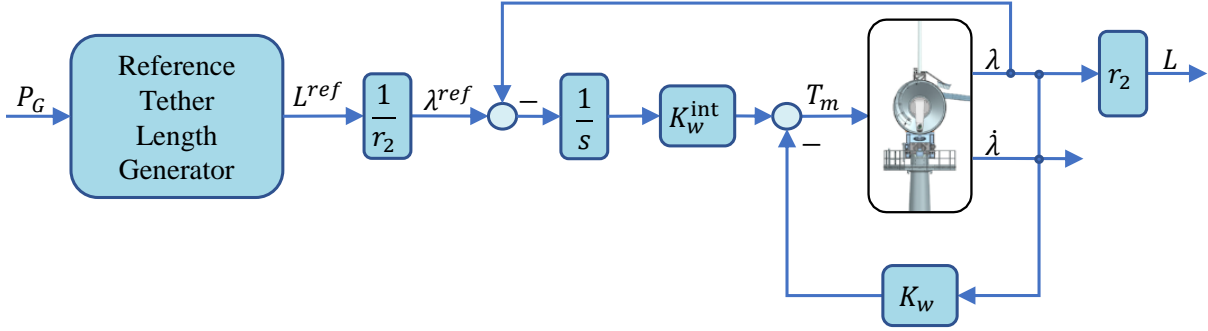 P_G
Reference
Tether
Length
Generator
L^{ref}
1
r_2
λ^{ref}
−
1
s
K_w^{int}
−
T_m
λ
λ̇
r_2
L
K_w